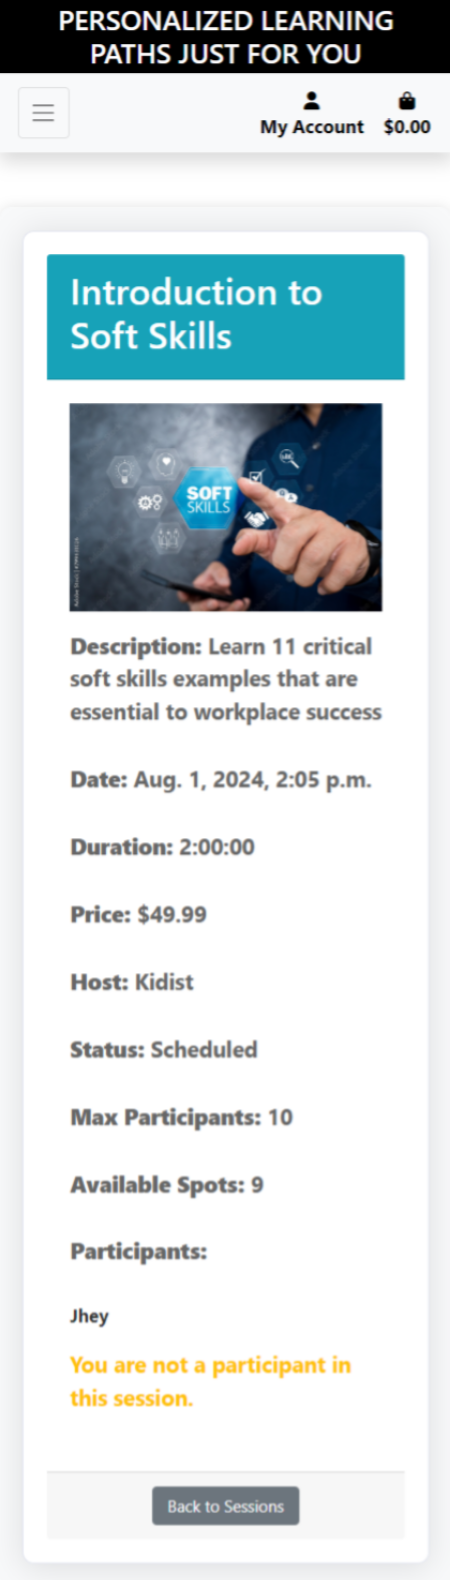 PERSONALIZED LEARNING
PATHS JUST FOR YOU
My Account $0.00
Introduction to
Soft Skills
SOFT
SKILLS
Description: Learn 11 critical
soft skills examples that are
essential to workplace success
Date: Aug. 1, 2024, 2:05 p.m.
Duration: 2:00:00
Price: $49.99
Host: Kidist
Status: Scheduled
Max Participants: 10
Available Spots: 9
Participants:
Jhey
You are not a participant in
this session.
Back to Sessions